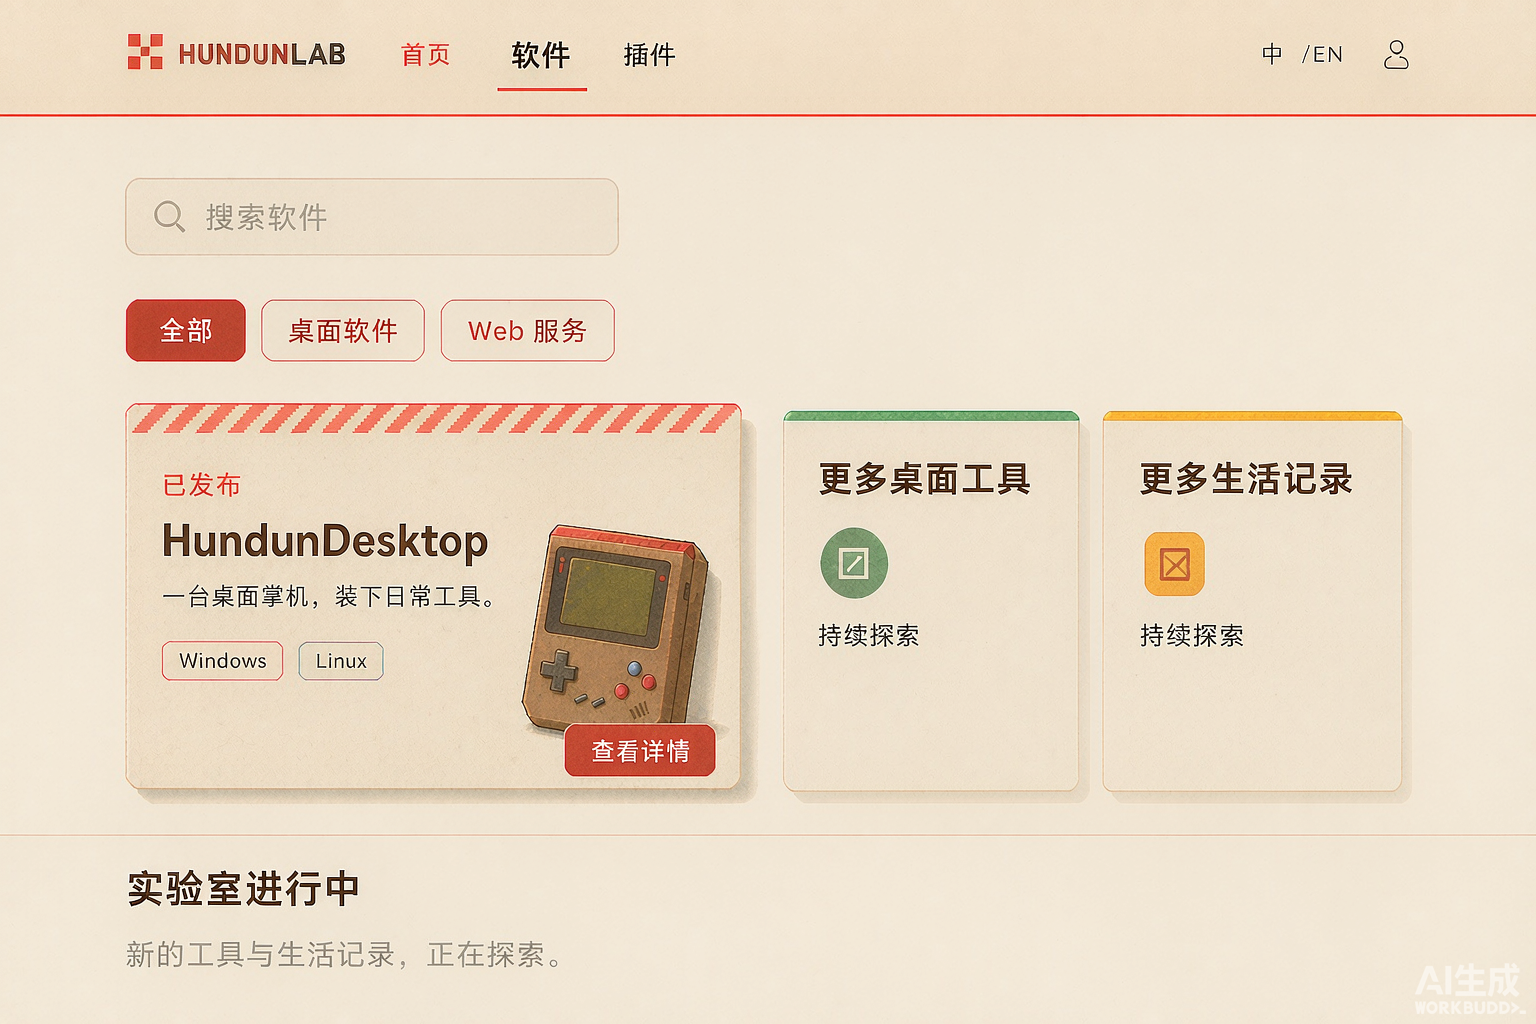 HUNDUNLAB 首页 软件 插件 中 /EN
搜索软件
全部 桌面软件 Web 服务
已发布
HundunDesktop
一台桌面掌机，装下日常工具。
Windows Linux
查看详情
更多桌面工具
持续探索
更多生活记录
持续探索
实验室进行中
新的工具与生活记录，正在探索。
AI生成
WORKBUDD>_